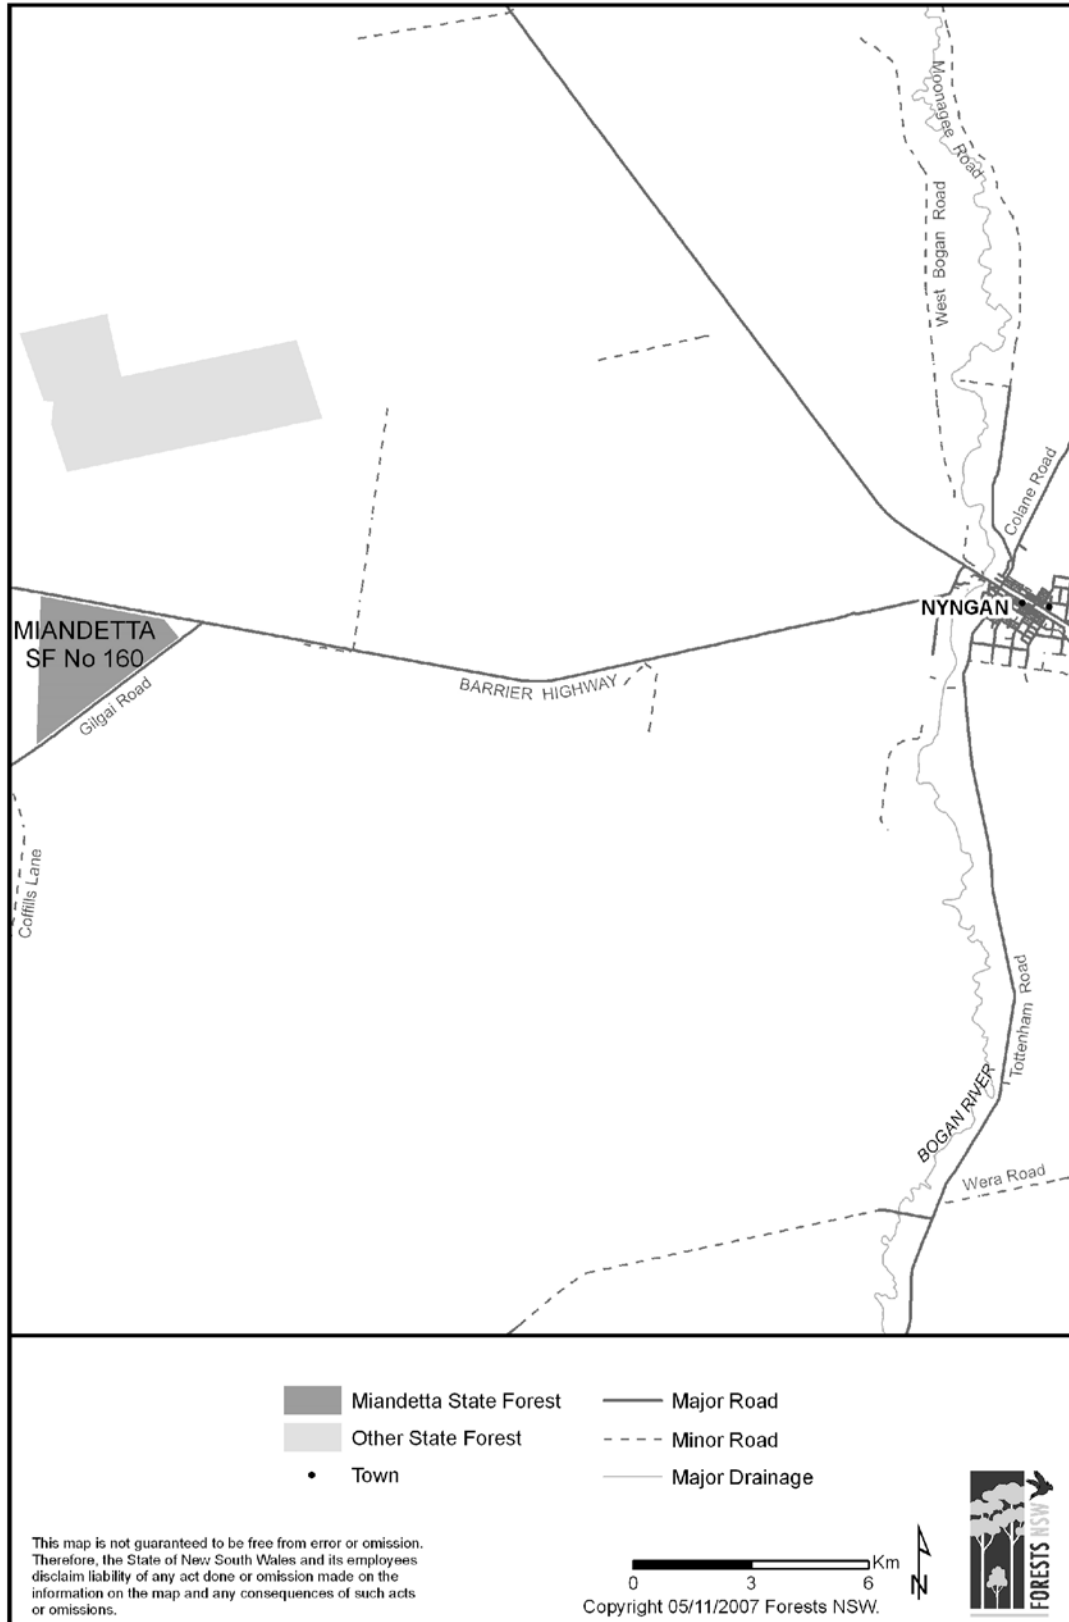 Moonagee Road
West Bogan Road
Colane Road
NYNGAN
MIANDETTA
SF No 160
Gilgai Road
BARRIER HIGHWAY
Coffills Lane
Tottenham Road
BOGAN RIVER
Wera Road
Miandetta State Forest
Major Road
Other State Forest
Minor Road
Town
Major Drainage
This map is not guaranteed to be free from error or omission.
Therefore, the State of New South Wales and its employees
disclaim liability of any act done or omission made on the
information on the map and any consequences of such acts
or omissions.
Km
0 3 6
N
Copyright 05/11/2007 Forests NSW.
FORESTS NSW